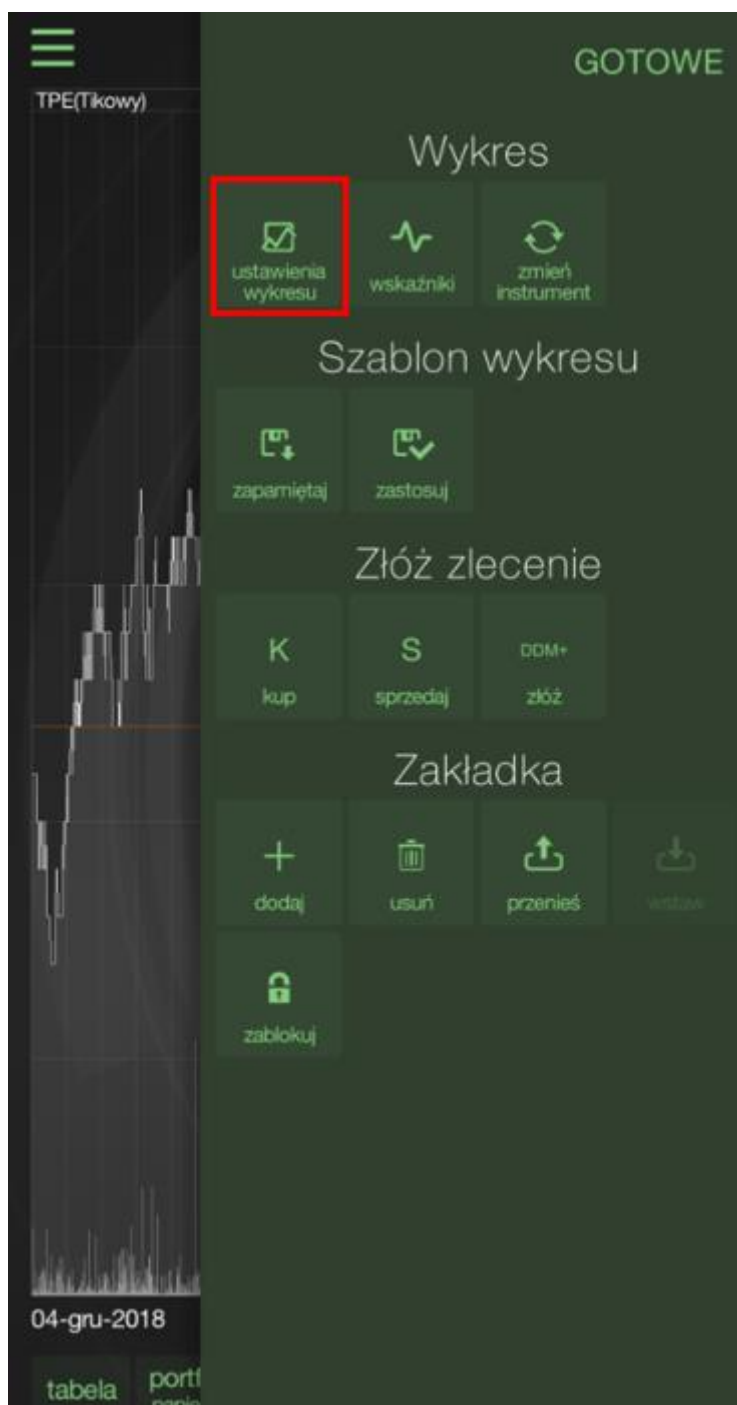 GOTOWE
TPE(Tikowy)
Wykres
ustawienia
wykresu
wskaźniki
zmień
instrument
Szablon wykresu
zapamiętaj
zastosuj
Złóż zlecenie
K
S
DDM+
kup
sprzedaj
złóż
Zakładka
dodaj
usuń
przenieś
wstaw
zablokuj
04-gru-2018
tabela
portf